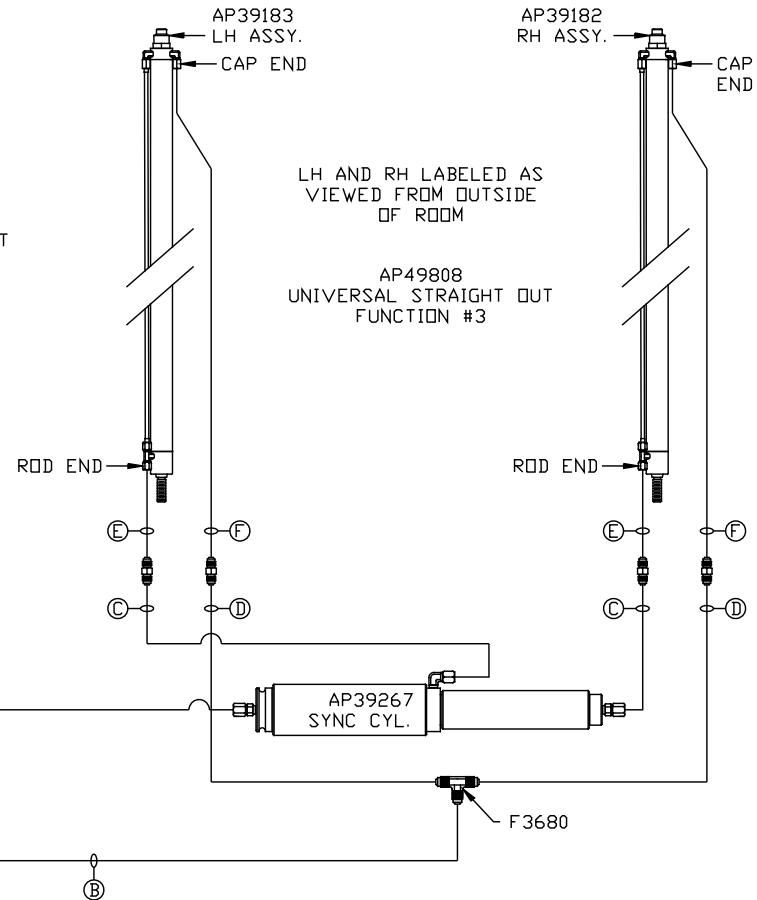 AP39183
LH ASSY.
AP39182
RH ASSY.
CAP END
CAP
END
LH AND RH LABELED AS
VIEWED FROM OUTSIDE
OF ROOM
T
AP49808
UNIVERSAL STRAIGHT OUT
FUNCTION #3
ROD END
ROD END
E
F
E
F
C
D
C
D
AP39267
SYNC CYL.
F3680
B